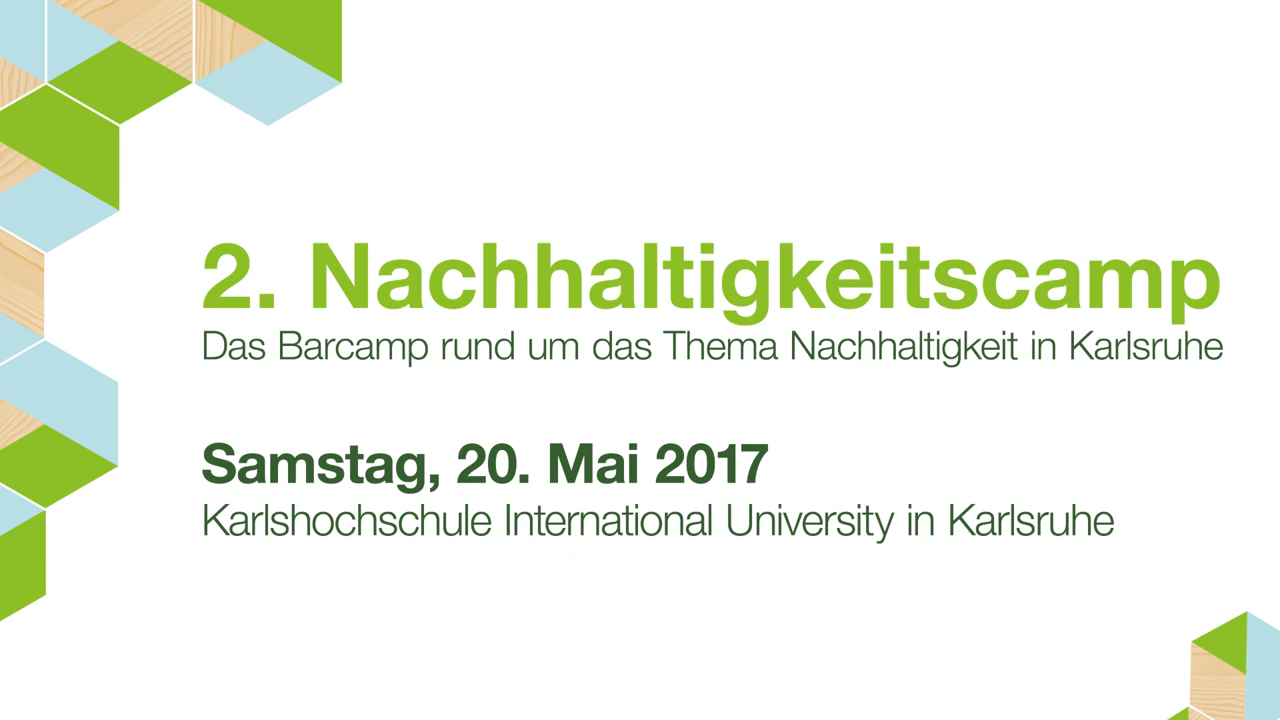 2. Nachhaltigkeitscamp
Das Barcamp rund um das Thema Nachhaltigkeit in Karlsruhe
Samstag, 20. Mai 2017
Karlshochschule International University in Karlsruhe